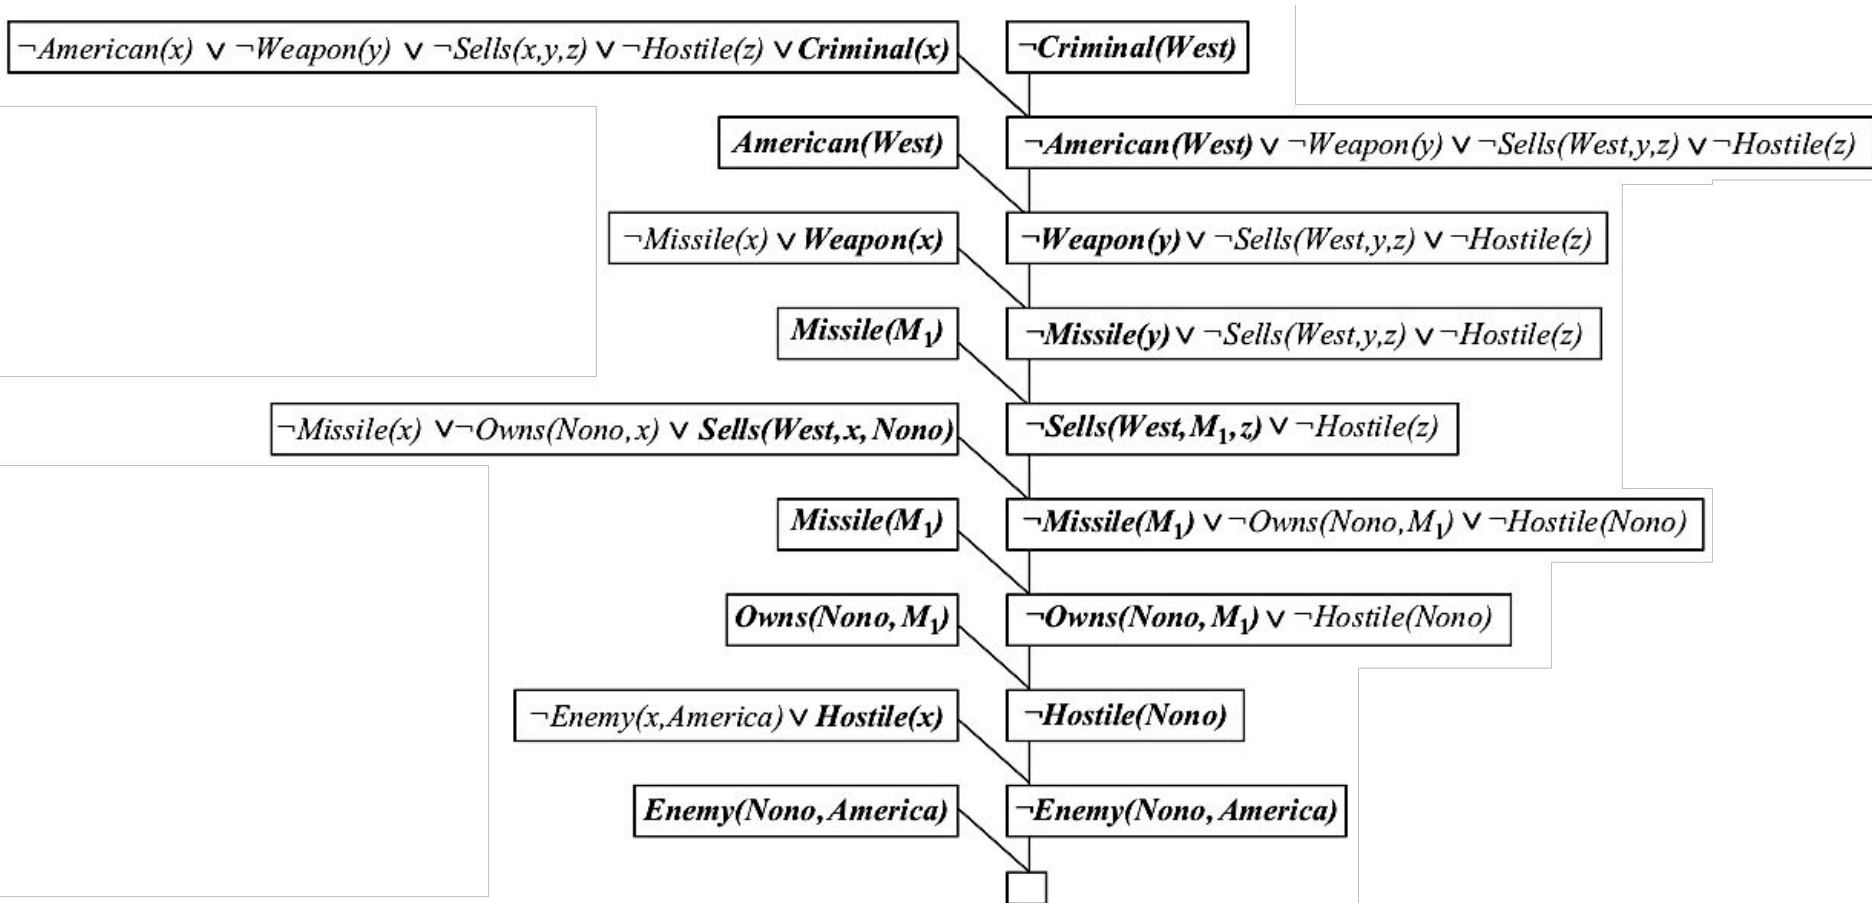 ¬American(x) ∨ ¬Weapon(y) ∨ ¬Sells(x,y,z) ∨ ¬Hostile(z) ∨ Criminal(x) ¬Criminal(West)
American(West) ¬American(West) ∨ ¬Weapon(y) ∨ ¬Sells(West,y,z) ∨ ¬Hostile(z)
¬Missile(x) ∨ Weapon(x) ¬Weapon(y) ∨ ¬Sells(West,y,z) ∨ ¬Hostile(z)
Missile(M₁) ¬Missile(y) ∨ ¬Sells(West,y,z) ∨ ¬Hostile(z)
¬Missile(x) ∨ ¬Owns(Nono,x) ∨ Sells(West,x,Nono) ¬Sells(West,M₁,z) ∨ ¬Hostile(z)
Missile(M₁) ¬Missile(M₁) ∨ ¬Owns(Nono,M₁) ∨ ¬Hostile(Nono)
Owns(Nono,M₁) ¬Owns(Nono,M₁) ∨ ¬Hostile(Nono)
¬Enemy(x,America) ∨ Hostile(x) ¬Hostile(Nono)
Enemy(Nono,America) ¬Enemy(Nono,America)